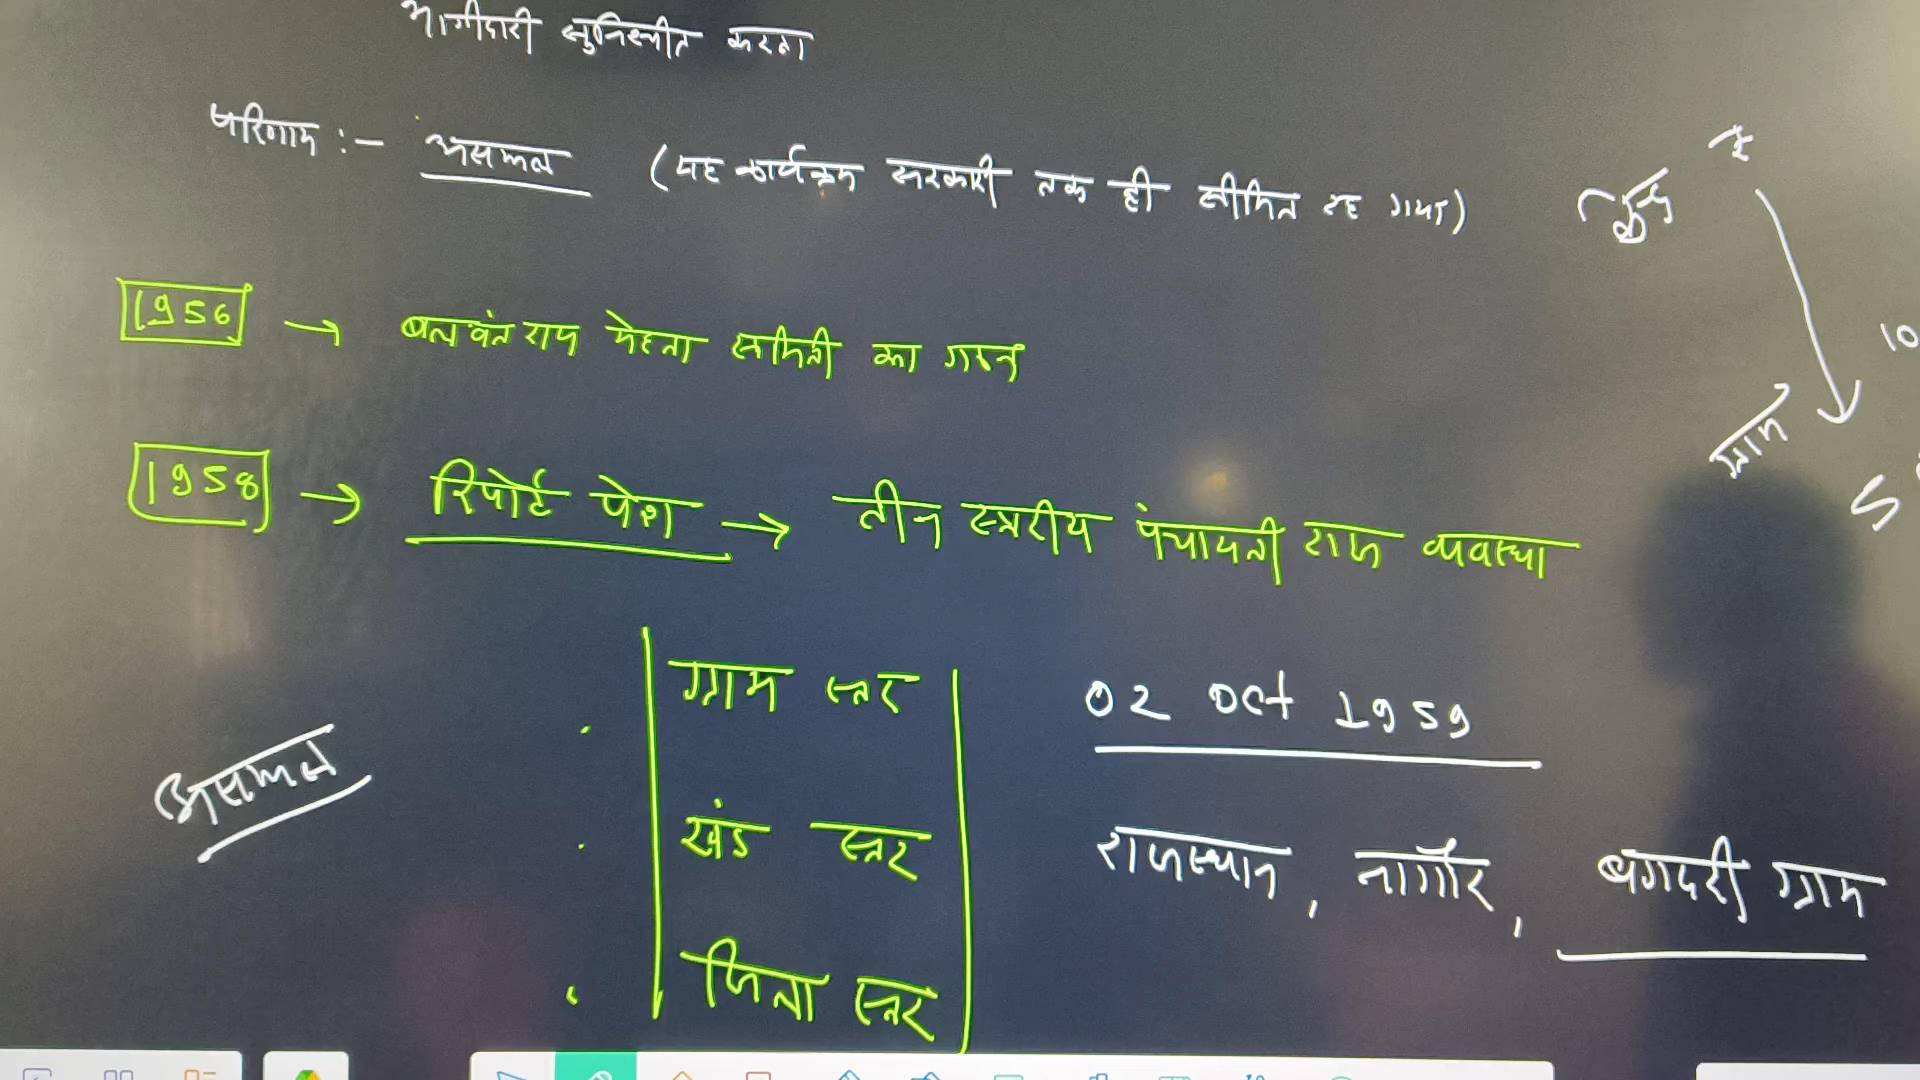 भागीदारी सुनिश्चीत करना
परिणाम :- असफल (यह कार्यक्रम सरकारी तक ही सीमित रह गया)
1956 → बलवंत राय मेहता समिती का गठन
1958 → रिपोर्ट पेश → तीन स्तरीय पंचायती राज व्यवस्था
ग्राम स्तर
02 Oct 1959
असफल
खंड स्तर
राजस्थान, नागौर, बगदरी ग्राम
जिला स्तर
केन्द्र
10
ग्राम